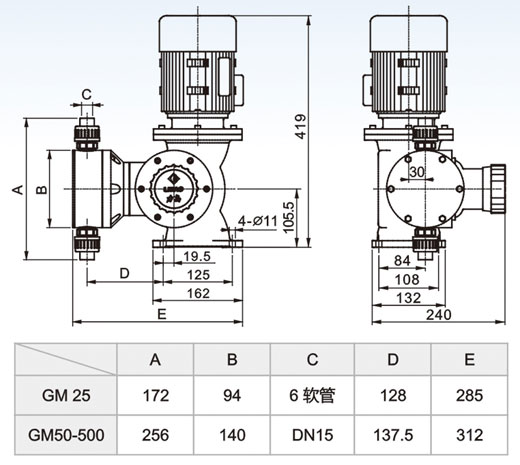 C
A
B
D
E
419
105.5
4-Ø11
19.5
125
162
30
84
108
132
240
A B C D E
GM 25 172 94 6 软管 128 285
GM50-500 256 140 DN15 137.5 312